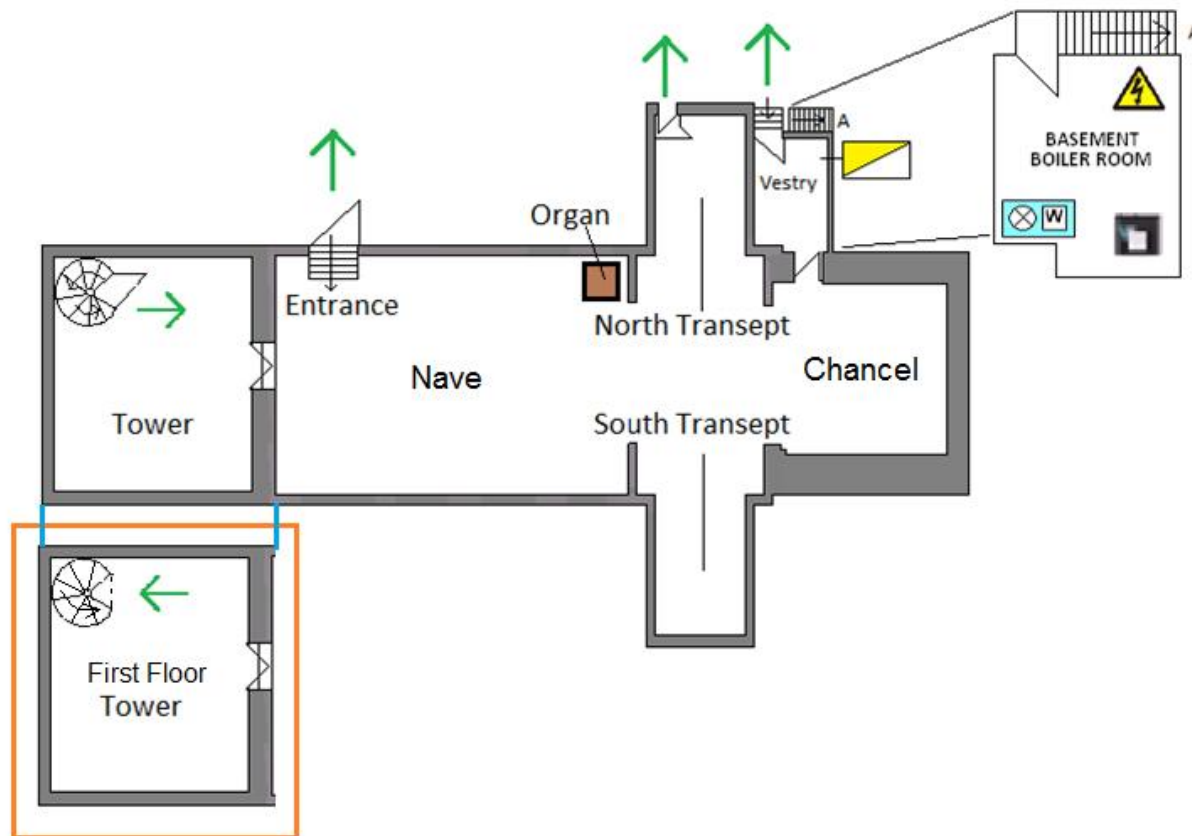 A
BASEMENT
BOILER ROOM
A
Vestry
W
Organ
Entrance
North Transept
Nave
Chancel
Tower
South Transept
First Floor
Tower